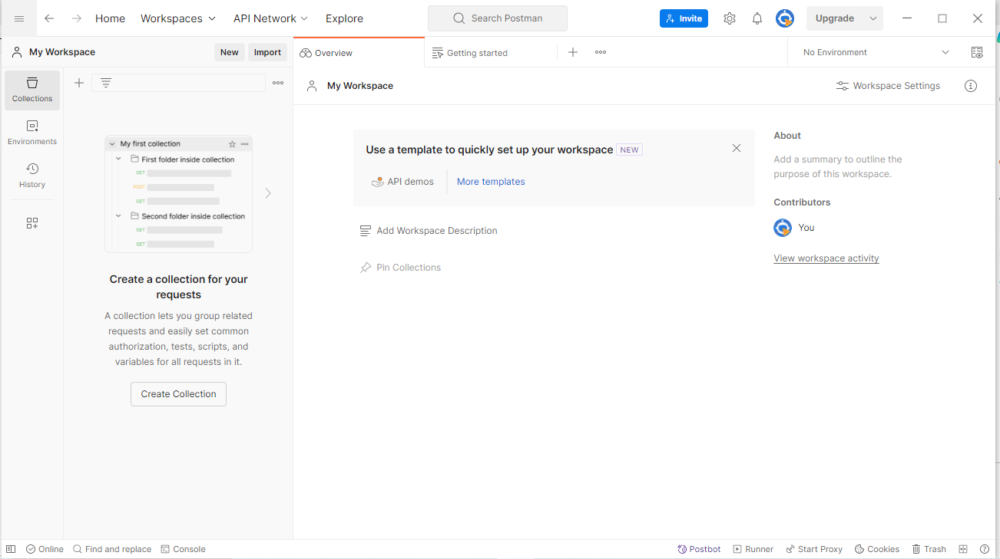 Home
Workspaces
API Network
Explore
Search Postman
Invite
Upgrade
My Workspace
New
Import
Overview
Getting started
No Environment
Collections
Environments
History
My Workspace
Workspace Settings
My first collection
First folder inside collection
GET
POST
GET
Second folder inside collection
GET
GET
Create a collection for your
requests
A collection lets you group related
requests and easily set common
authorization, tests, scripts, and
variables for all requests in it.
Create Collection
Use a template to quickly set up your workspace NEW
API demos
More templates
Add Workspace Description
Pin Collections
About
Add a summary to outline the
purpose of this workspace.
Contributors
You
View workspace activity
Online
Find and replace
Console
Postbot
Runner
Start Proxy
Cookies
Trash